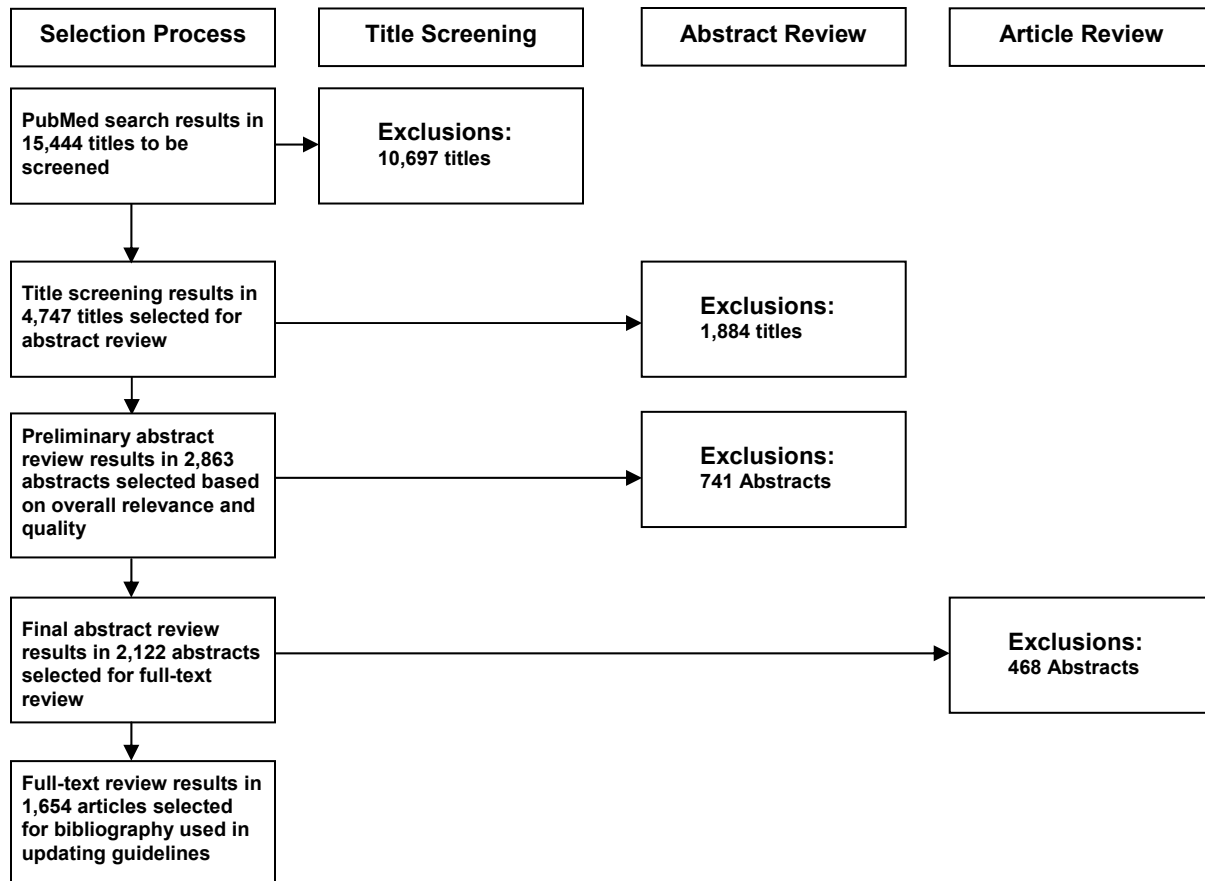 Selection Process
Title Screening
Abstract Review
Article Review
PubMed search results in
15,444 titles to be
screened
Exclusions:
10,697 titles
Title screening results in
4,747 titles selected for
abstract review
Exclusions:
1,884 titles
Preliminary abstract
review results in 2,863
abstracts selected based
on overall relevance and
quality
Exclusions:
741 Abstracts
Final abstract review
results in 2,122 abstracts
selected for full-text
review
Exclusions:
468 Abstracts
Full-text review results in
1,654 articles selected
for bibliography used in
updating guidelines